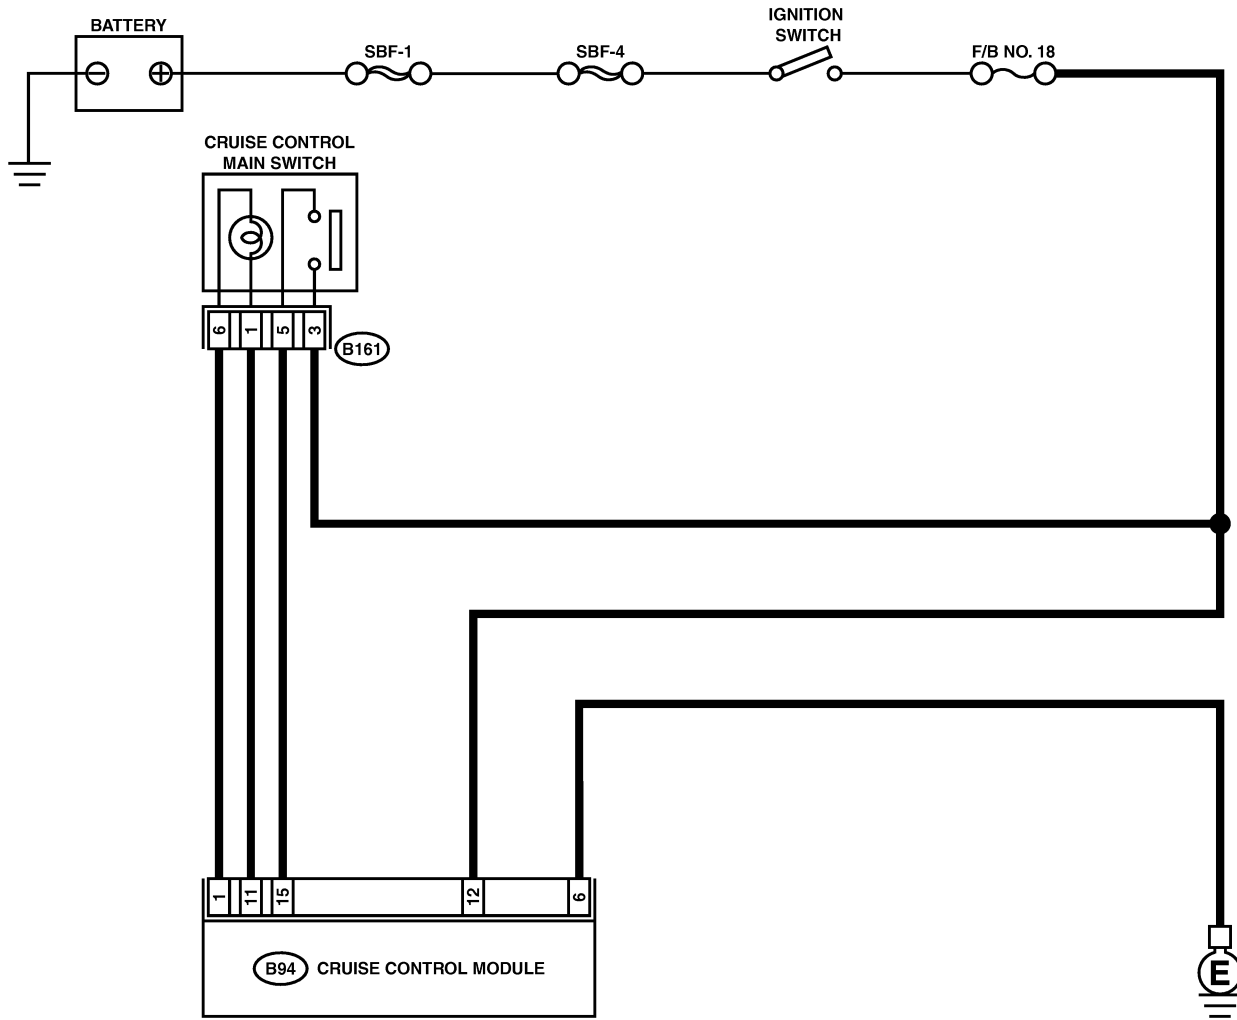 BATTERY
SBF-1
SBF-4
IGNITION
SWITCH
F/B NO. 18
CRUISE CONTROL
MAIN SWITCH
6
1
5
3
B161
1
11
15
12
6
B94
CRUISE CONTROL MODULE
E